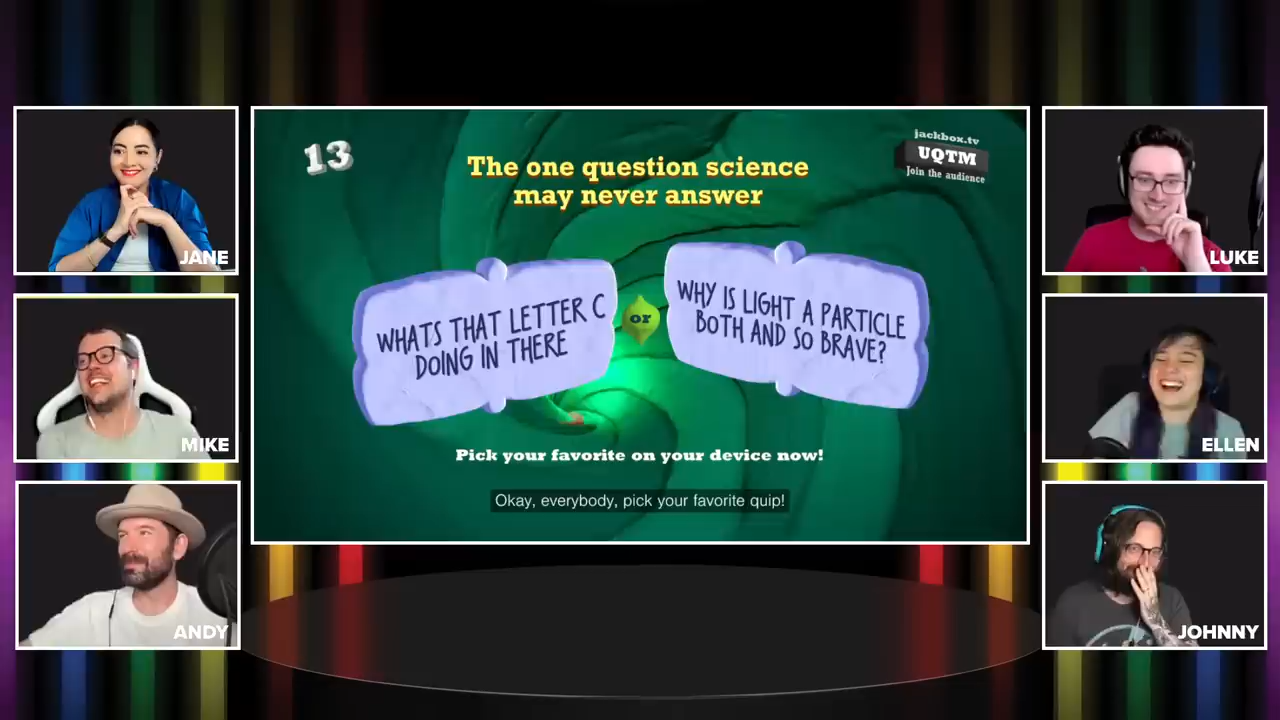 13
The one question science
may never answer
jackbox.tv
UQTM
Join the audience
WHATS THAT LETTER C
DOING IN THERE
or
WHY IS LIGHT A PARTICLE
BOTH AND SO BRAVE?
Pick your favorite on your device now!
Okay, everybody, pick your favorite quip!
JANE
MIKE
ANDY
LUKE
ELLEN
JOHNNY